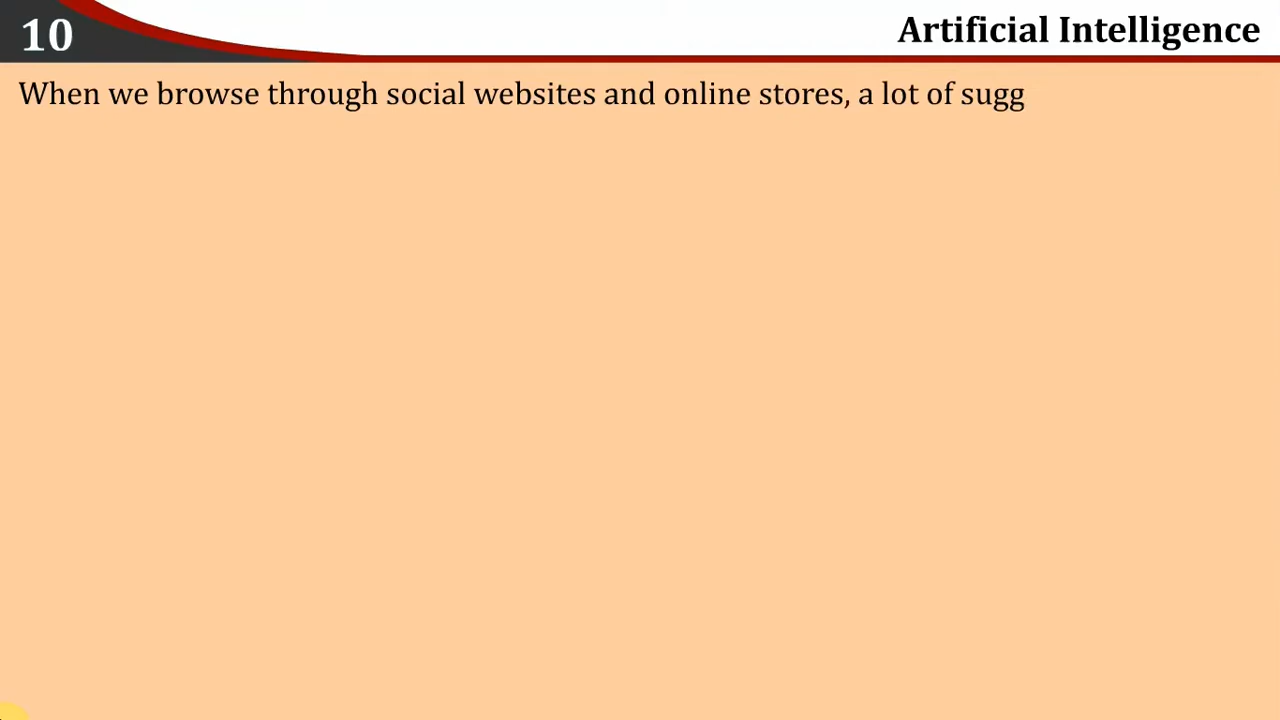 10
Artificial Intelligence
When we browse through social websites and online stores, a lot of sugg